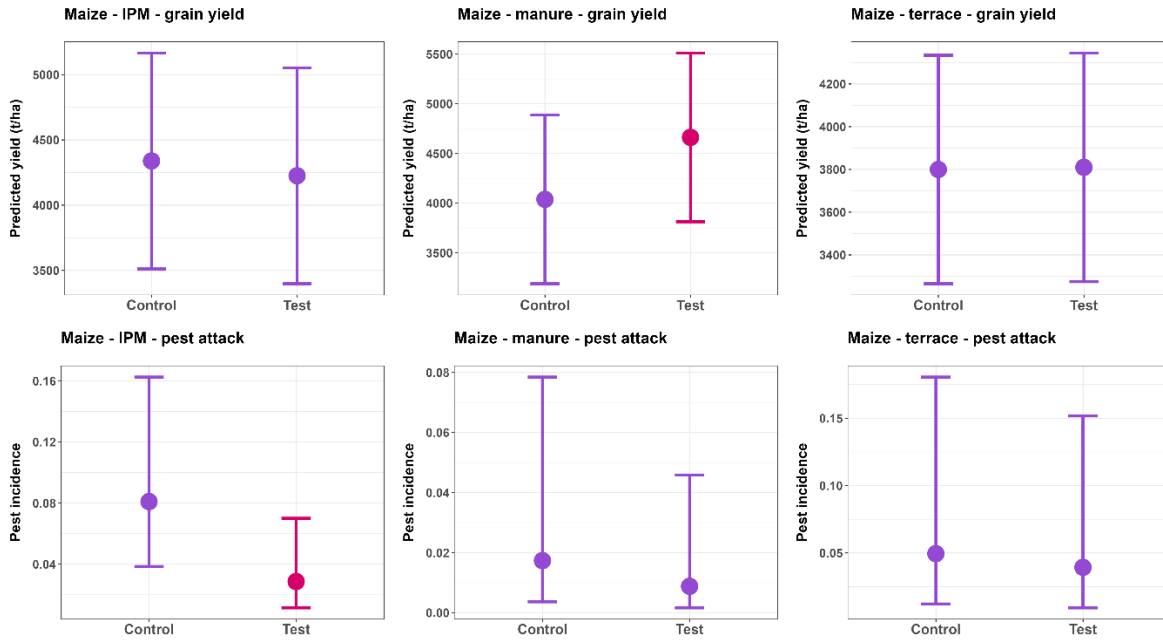 Maize - IPM - grain yield
Predicted yield (t/ha)
5000
4500
4000
3500
Control Test
Maize - manure - grain yield
Predicted yield (t/ha)
5500
5000
4500
4000
3500
Control Test
Maize - terrace - grain yield
Predicted yield (t/ha)
4200
4000
3800
3600
3400
Control Test
Maize - IPM - pest attack
Pest incidence
0.16
0.12
0.08
0.04
Control Test
Maize - manure - pest attack
Pest incidence
0.08
0.06
0.04
0.02
0.00
Control Test
Maize - terrace - pest attack
Pest incidence
0.15
0.10
0.05
Control Test